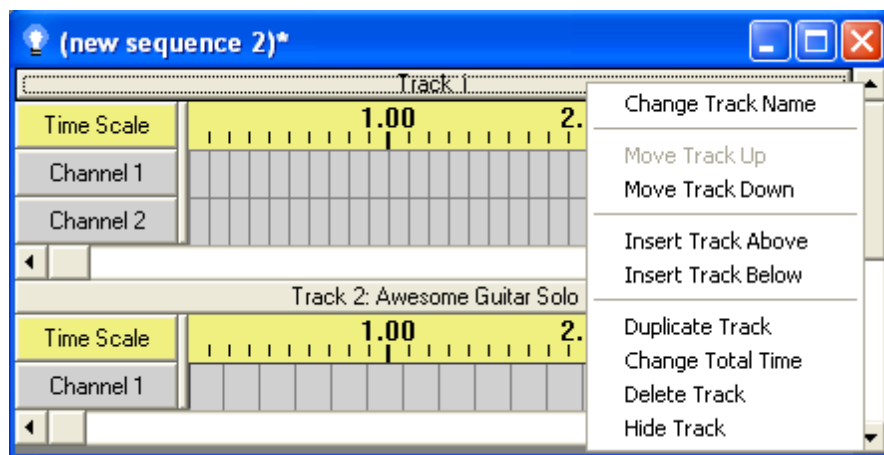 (new sequence 2)*
Track 1
Time Scale
1.00
2.
Channel 1
Channel 2
Track 2: Awesome Guitar Solo
Time Scale
1.00
2.
Channel 1
Change Track Name
Move Track Up
Move Track Down
Insert Track Above
Insert Track Below
Duplicate Track
Change Total Time
Delete Track
Hide Track